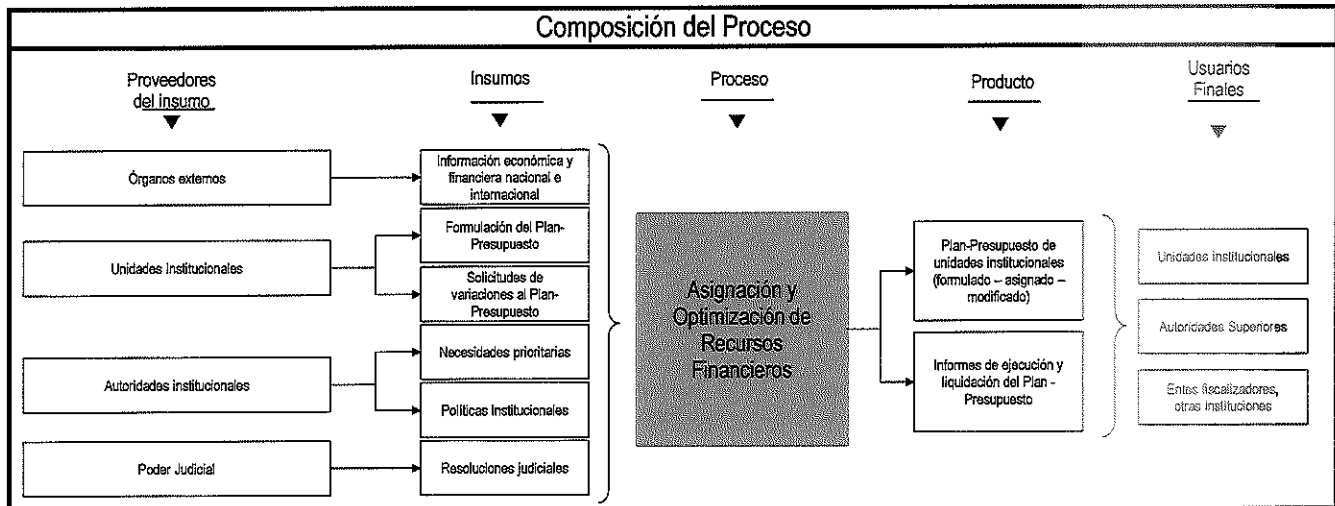 Composición del Proceso
Proveedores
del insumo
Insumos
Proceso
Producto
Usuarios
Finales
Órganos externos
Unidades Institucionales
Autoridades institucionales
Poder Judicial
Información económica y
financiera nacional e
internacional
Formulación del Plan-
Presupuesto
Solicitudes de
variaciones al Plan-
Presupuesto
Necesidades prioritarias
Políticas Institucionales
Resoluciones judiciales
Asignación y
Optimización de
Recursos
Financieros
Plan-Presupuesto de
unidades institucionales
(formulado – asignado –
modificado)
Informes de ejecución y
liquidación del Plan -
Presupuesto
Unidades Institucionales
Autoridades Superiores
Entes fiscalizadores,
otras instituciones